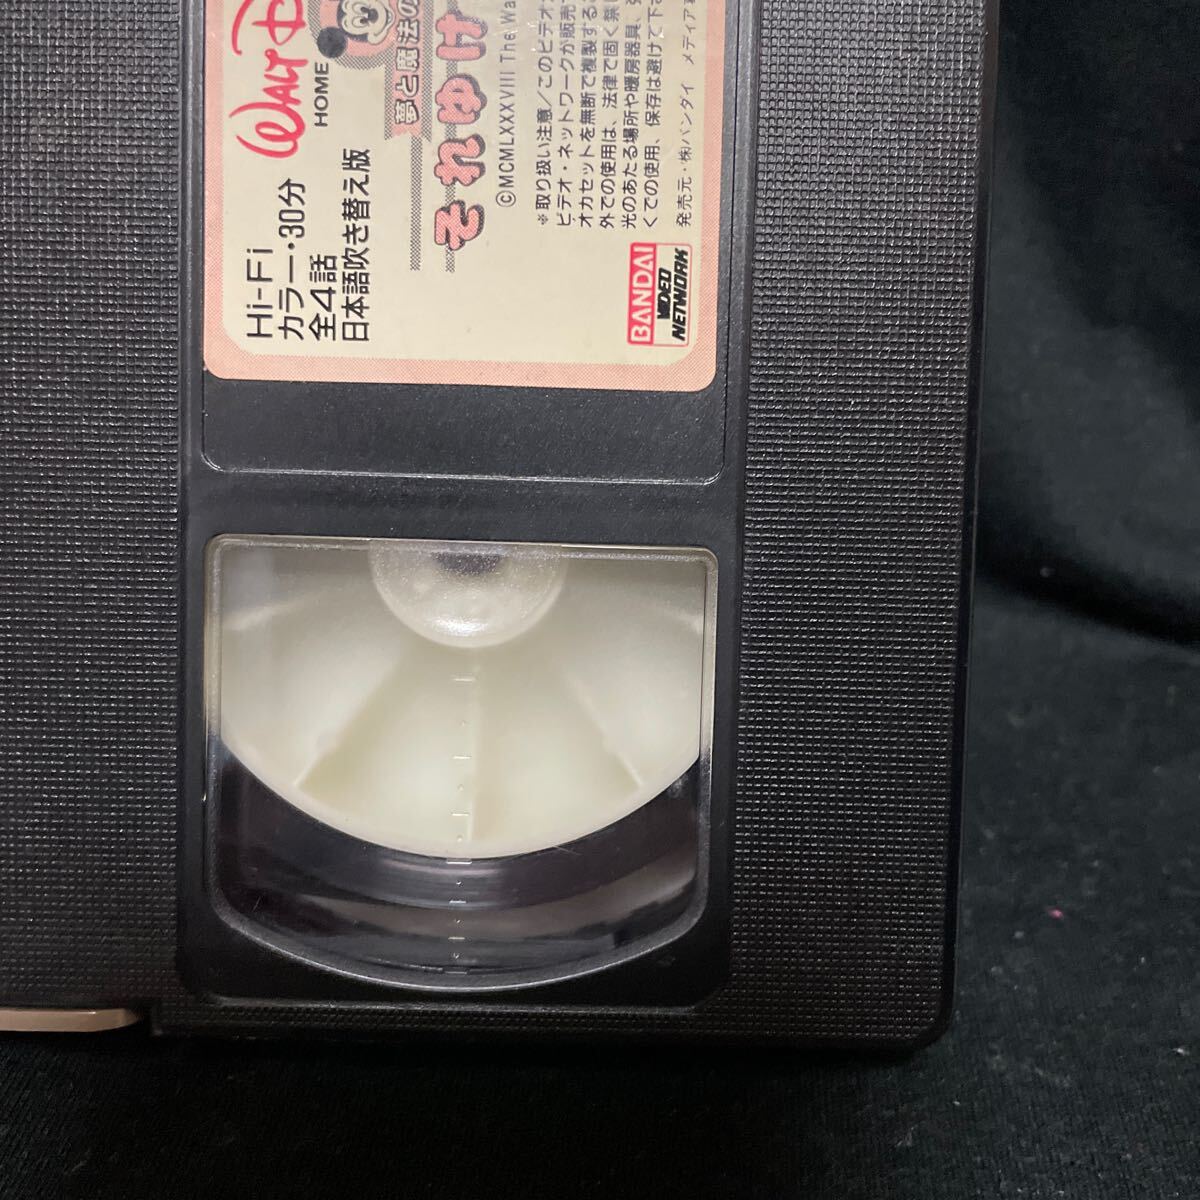 WALT D
HOME
Hi-Fi
カラー・30分
全4話
日本語吹き替え版
夢と魔法の
それゆけ
©MCMLXXXVIII The Wa
*取り扱い注意/このビデオ
ビデオ・ネットワークが販売
オカセットを無断で複製する
外での使用は、法律で固く禁
光のあたる場所や暖房器具、
くでの使用、保存は避けて下
発売元・㈱バンダイ メディア
BANDAI
VIDEO
NETWORK